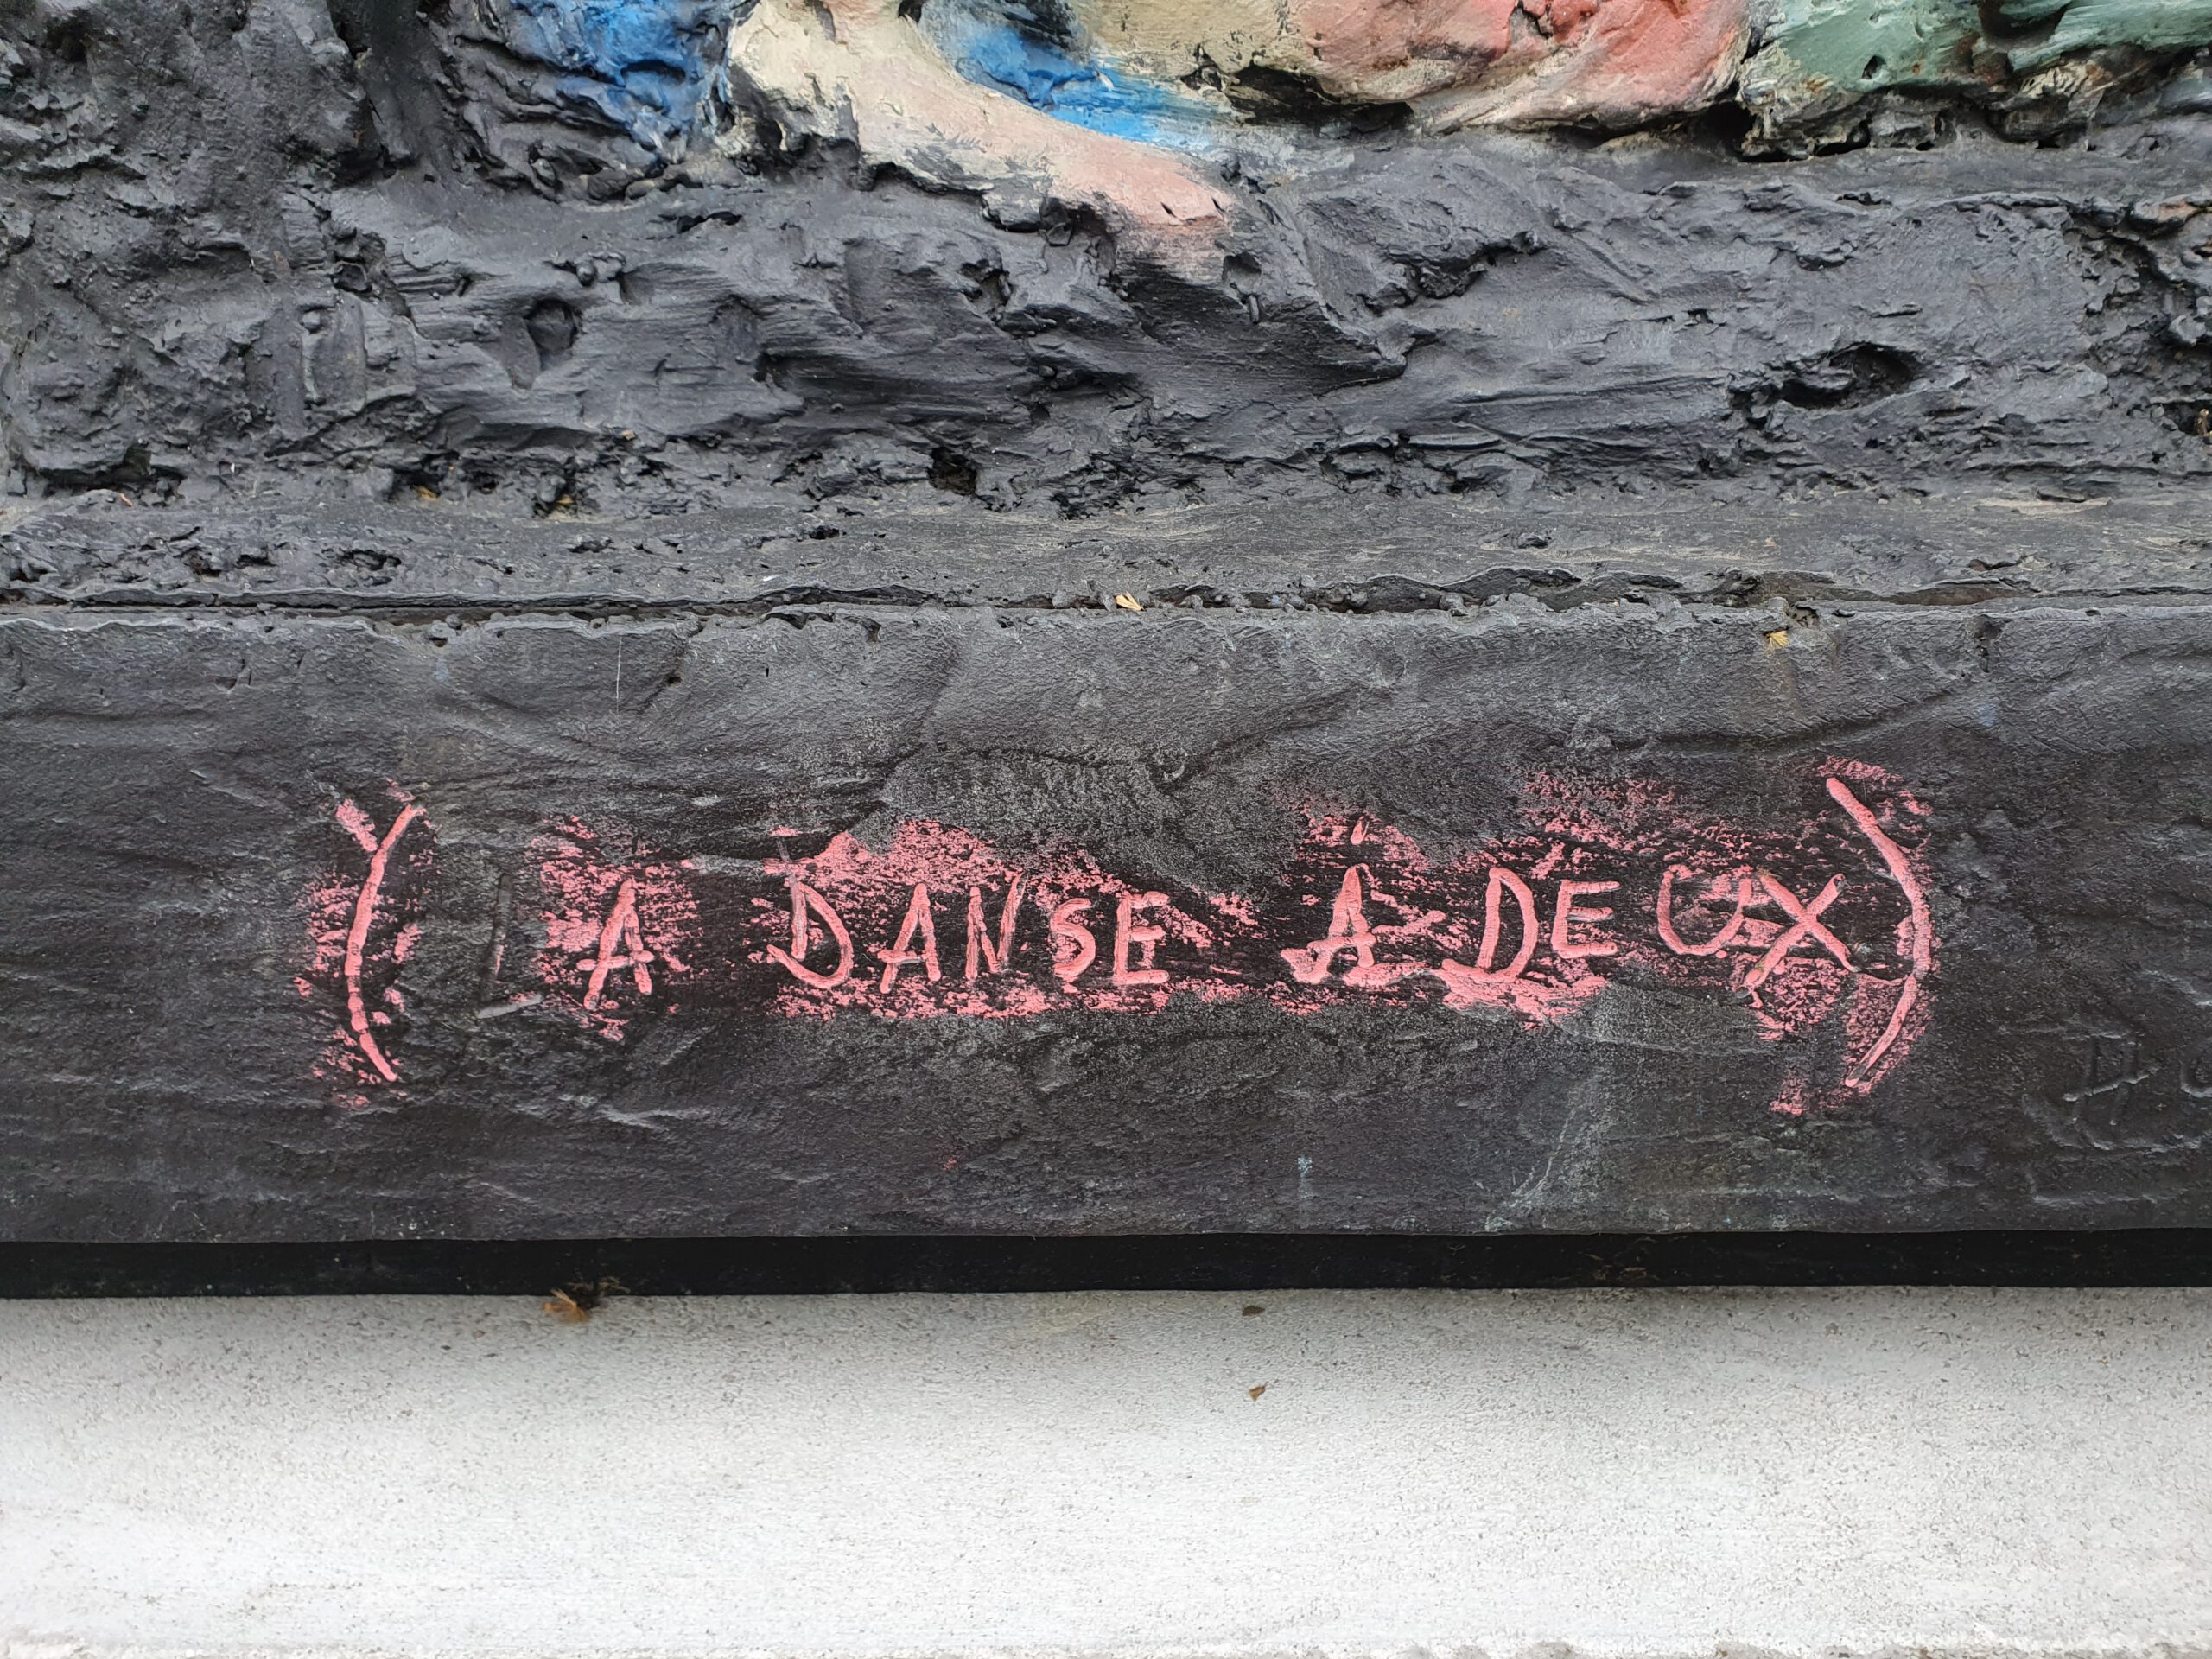 (LA DANSE À DEUX)